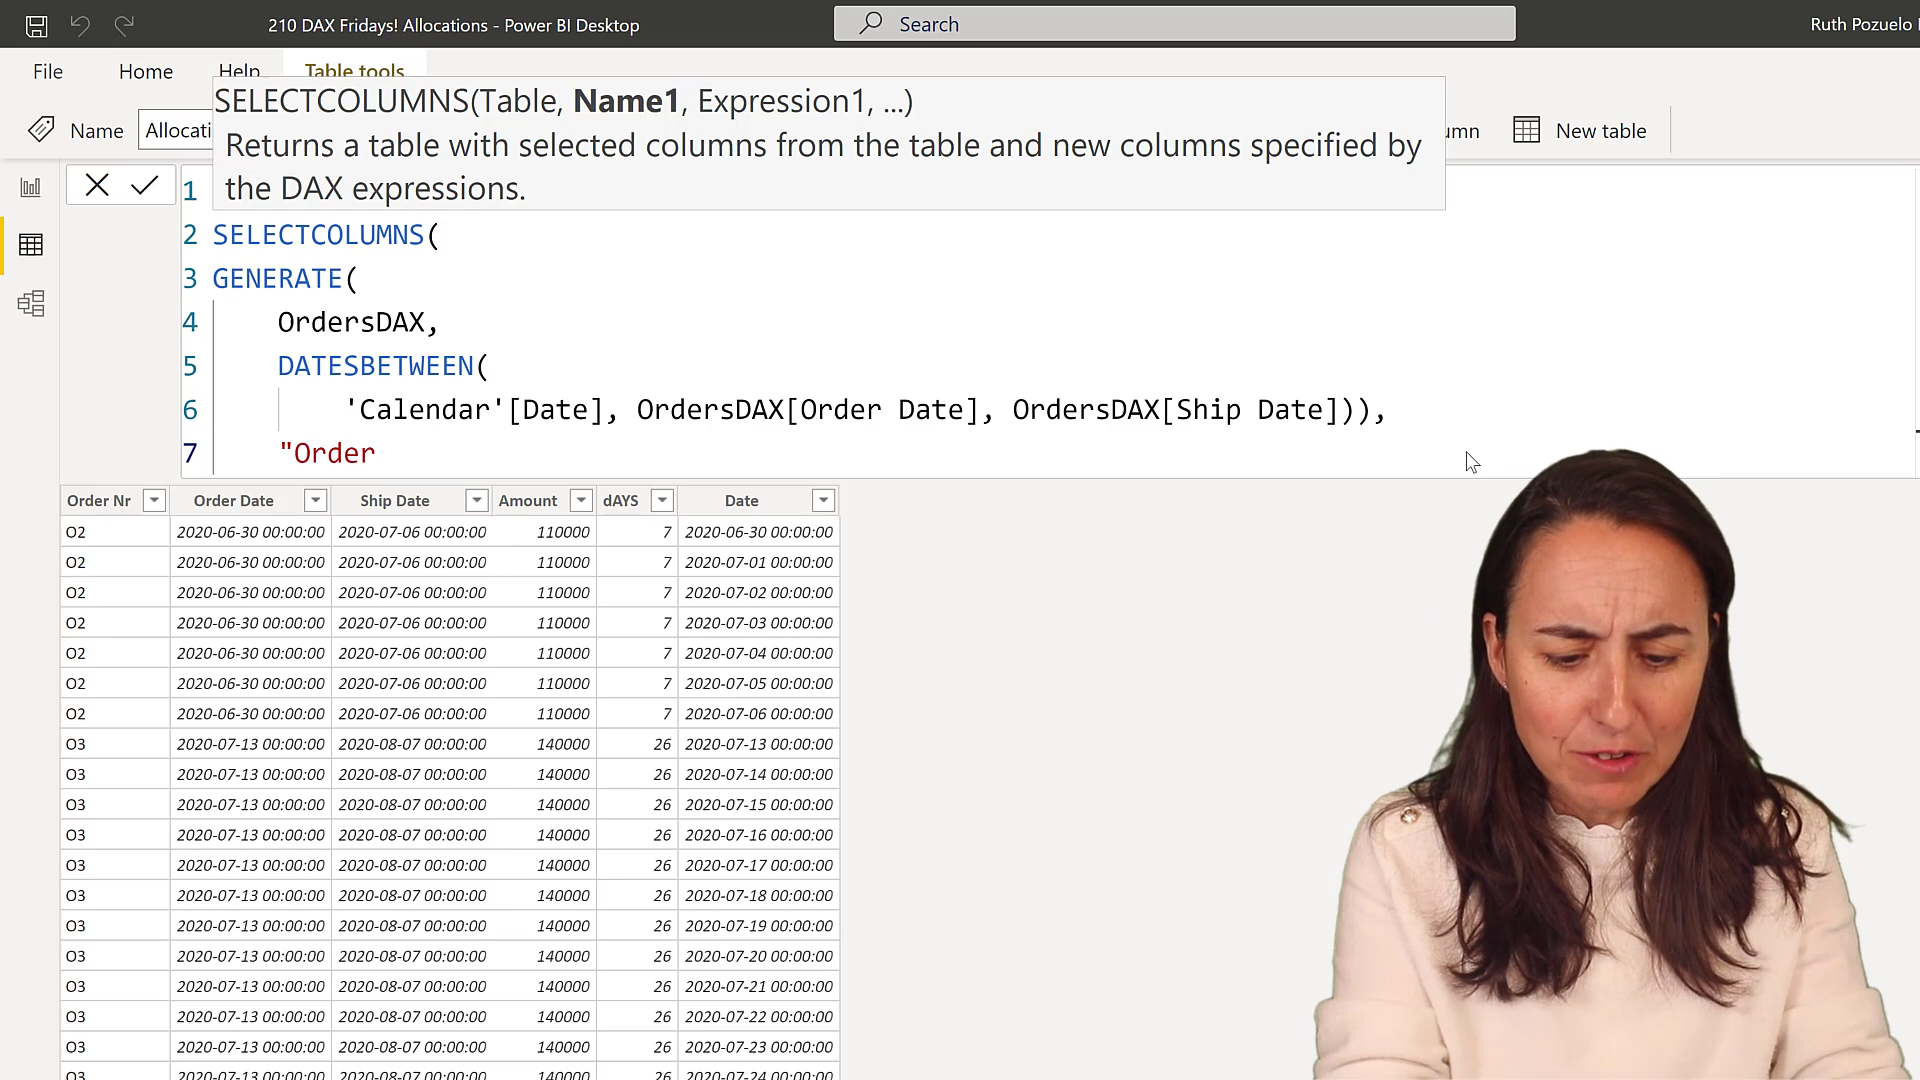 210 DAX Fridays! Allocations - Power BI Desktop
Search
Ruth Pozuelo
File Home Help Table tools
SELECTCOLUMNS(Table, Name1, Expression1, ...)
Returns a table with selected columns from the table and new columns specified by
the DAX expressions.
Name Allocati
New table
1
2 SELECTCOLUMNS(
3 GENERATE(
4 OrdersDAX,
5 DATESBETWEEN(
6 'Calendar'[Date], OrdersDAX[Order Date], OrdersDAX[Ship Date])),
7 "Order
Order Nr Order Date Ship Date Amount dAYS Date
O2 2020-06-30 00:00:00 2020-07-06 00:00:00 110000 7 2020-06-30 00:00:00
O2 2020-06-30 00:00:00 2020-07-06 00:00:00 110000 7 2020-07-01 00:00:00
O2 2020-06-30 00:00:00 2020-07-06 00:00:00 110000 7 2020-07-02 00:00:00
O2 2020-06-30 00:00:00 2020-07-06 00:00:00 110000 7 2020-07-03 00:00:00
O2 2020-06-30 00:00:00 2020-07-06 00:00:00 110000 7 2020-07-04 00:00:00
O2 2020-06-30 00:00:00 2020-07-06 00:00:00 110000 7 2020-07-05 00:00:00
O2 2020-06-30 00:00:00 2020-07-06 00:00:00 110000 7 2020-07-06 00:00:00
O3 2020-07-13 00:00:00 2020-08-07 00:00:00 140000 26 2020-07-13 00:00:00
O3 2020-07-13 00:00:00 2020-08-07 00:00:00 140000 26 2020-07-14 00:00:00
O3 2020-07-13 00:00:00 2020-08-07 00:00:00 140000 26 2020-07-15 00:00:00
O3 2020-07-13 00:00:00 2020-08-07 00:00:00 140000 26 2020-07-16 00:00:00
O3 2020-07-13 00:00:00 2020-08-07 00:00:00 140000 26 2020-07-17 00:00:00
O3 2020-07-13 00:00:00 2020-08-07 00:00:00 140000 26 2020-07-18 00:00:00
O3 2020-07-13 00:00:00 2020-08-07 00:00:00 140000 26 2020-07-19 00:00:00
O3 2020-07-13 00:00:00 2020-08-07 00:00:00 140000 26 2020-07-20 00:00:00
O3 2020-07-13 00:00:00 2020-08-07 00:00:00 140000 26 2020-07-21 00:00:00
O3 2020-07-13 00:00:00 2020-08-07 00:00:00 140000 26 2020-07-22 00:00:00
O3 2020-07-13 00:00:00 2020-08-07 00:00:00 140000 26 2020-07-23 00:00:00
O3 2020-07-13 00:00:00 2020-08-07 00:00:00 140000 26 2020-07-24 00:00:00